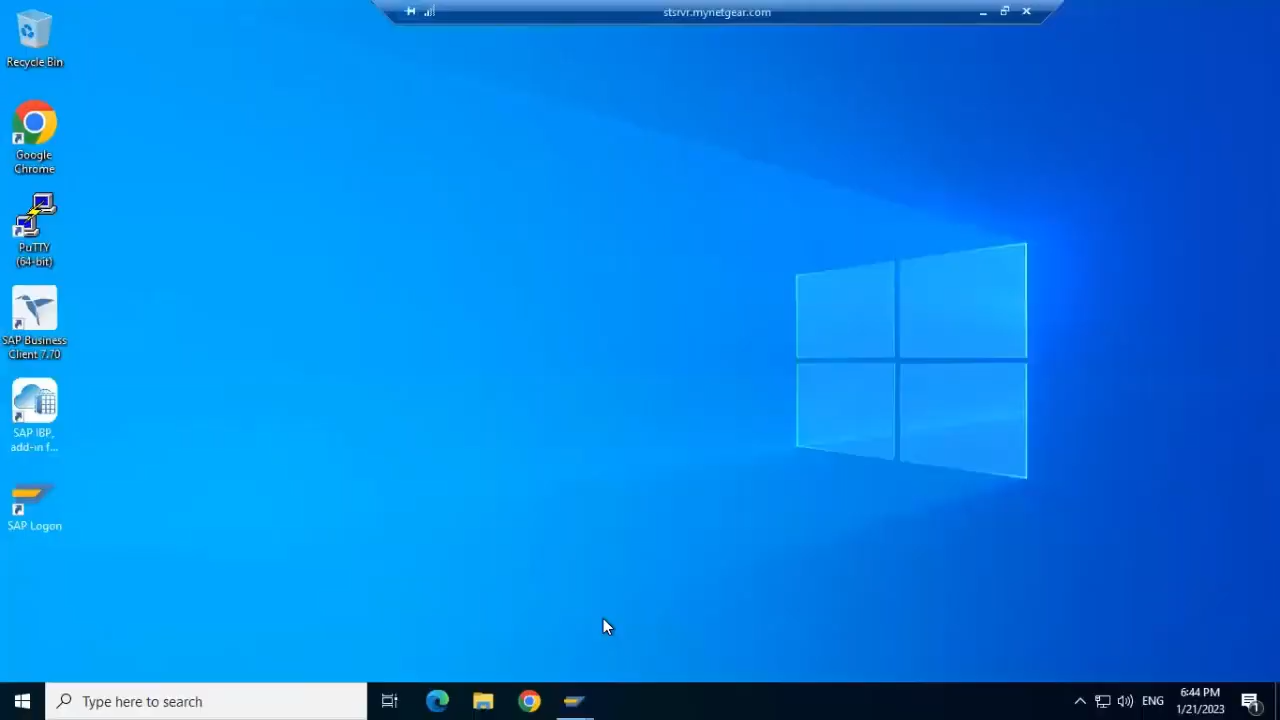 stsrvr.mynetgear.com
Recycle Bin
Google
Chrome
PuTTY
(64-bit)
SAP Business
Client 7.70
SAP IBP,
add-in f...
SAP Logon
Type here to search
ENG
6:44 PM
1/21/2023
1